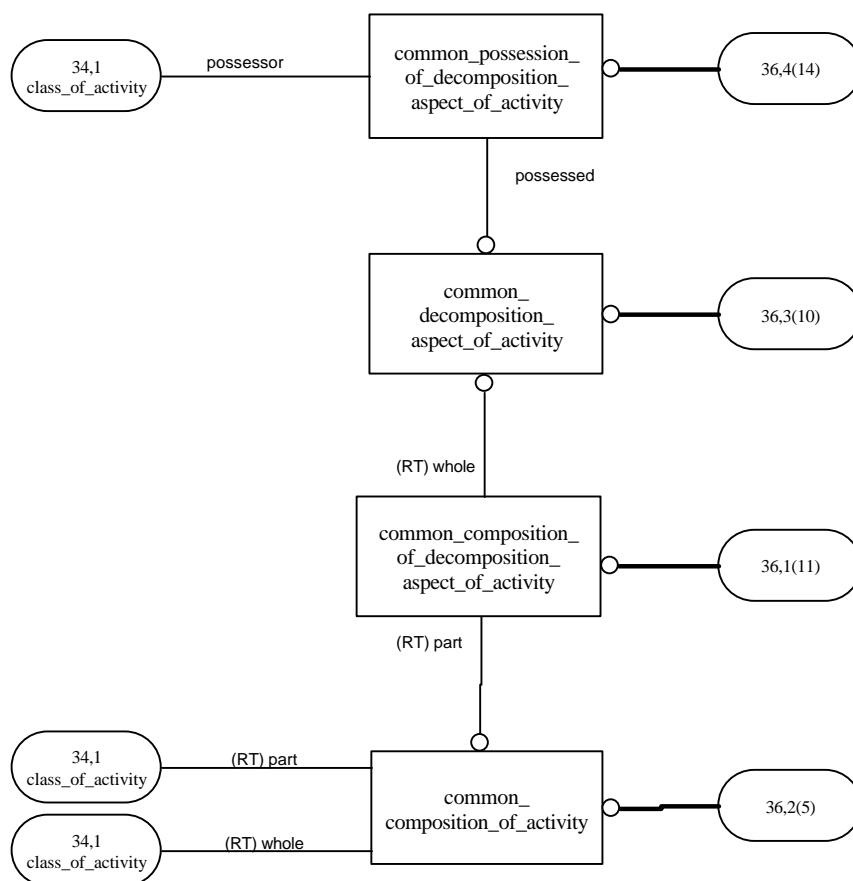 34,1
class_of_activity
possessor
common_possession_
of_decomposition_
aspect_of_activity
36,4(14)
possessed
common_
decomposition_
aspect_of_activity
36,3(10)
(RT) whole
common_composition_
of_decomposition_
aspect_of_activity
36,1(11)
(RT) part
34,1
class_of_activity
(RT) part
common_
composition_of_activity
36,2(5)
34,1
class_of_activity
(RT) whole